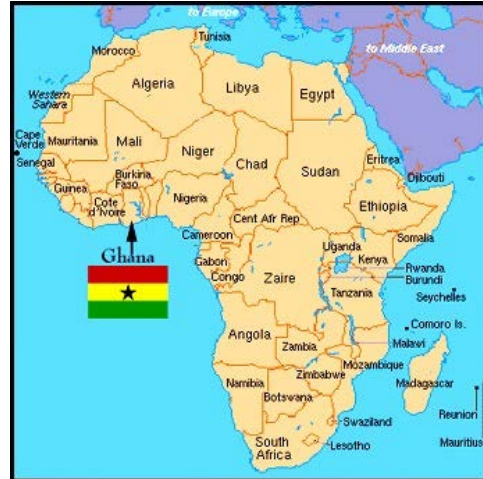 to Europe
to Middle East
Tunisia
Morocco
Algeria
Libya
Egypt
Western
Sahara
Cape
Verde
Mauritania
Mali
Niger
Chad
Sudan
Eritrea
Senegal
Djibouti
Burkina
Faso
Guinea
Nigeria
Ethiopia
Cote
d'Ivoire
Cent Afr Rep
Cameroon
Somalia
Ghana
Uganda
Kenya
Gabon
Congo
Zaire
Rwanda
Burundi
Tanzania
Seychelles
Comoro Is.
Angola
Malawi
Zambia
Mozambique
Zimbabwe
Madagascar
Namibia
Botswana
Reunion
Swaziland
South
Africa
Lesotho
Mauritius